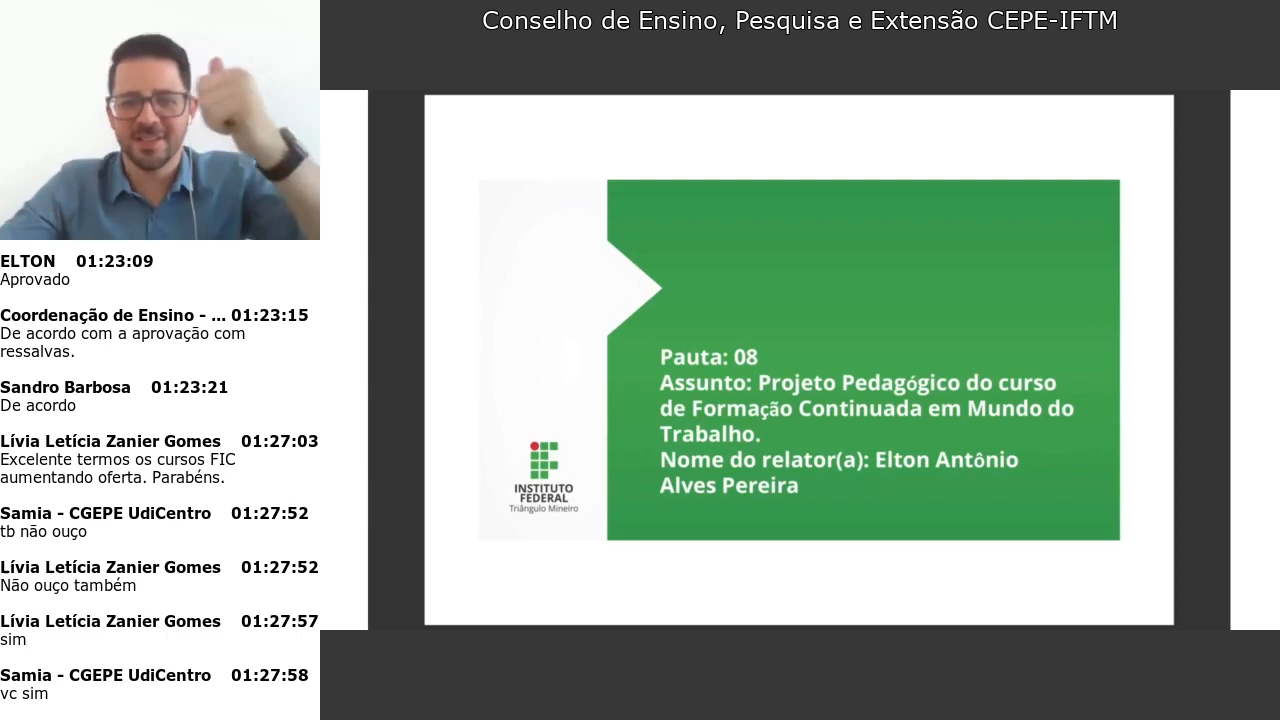 Conselho de Ensino, Pesquisa e Extensão CEPE-IFTM
ELTON 01:23:09
Aprovado
Coordenação de Ensino - ... 01:23:15
De acordo com a aprovação com
ressalvas.
Sandro Barbosa 01:23:21
De acordo
Lívia Letícia Zanier Gomes 01:27:03
Excelente termos os cursos FIC
aumentando oferta. Parabéns.
Samia - CGEPE UdiCentro 01:27:52
tb não ouço
Lívia Letícia Zanier Gomes 01:27:52
Não ouço também
Lívia Letícia Zanier Gomes 01:27:57
sim
Samia - CGEPE UdiCentro 01:27:58
vc sim
INSTITUTO
FEDERAL
Triângulo Mineiro
Pauta: 08
Assunto: Projeto Pedagógico do curso
de Formação Continuada em Mundo do
Trabalho.
Nome do relator(a): Elton Antônio
Alves Pereira